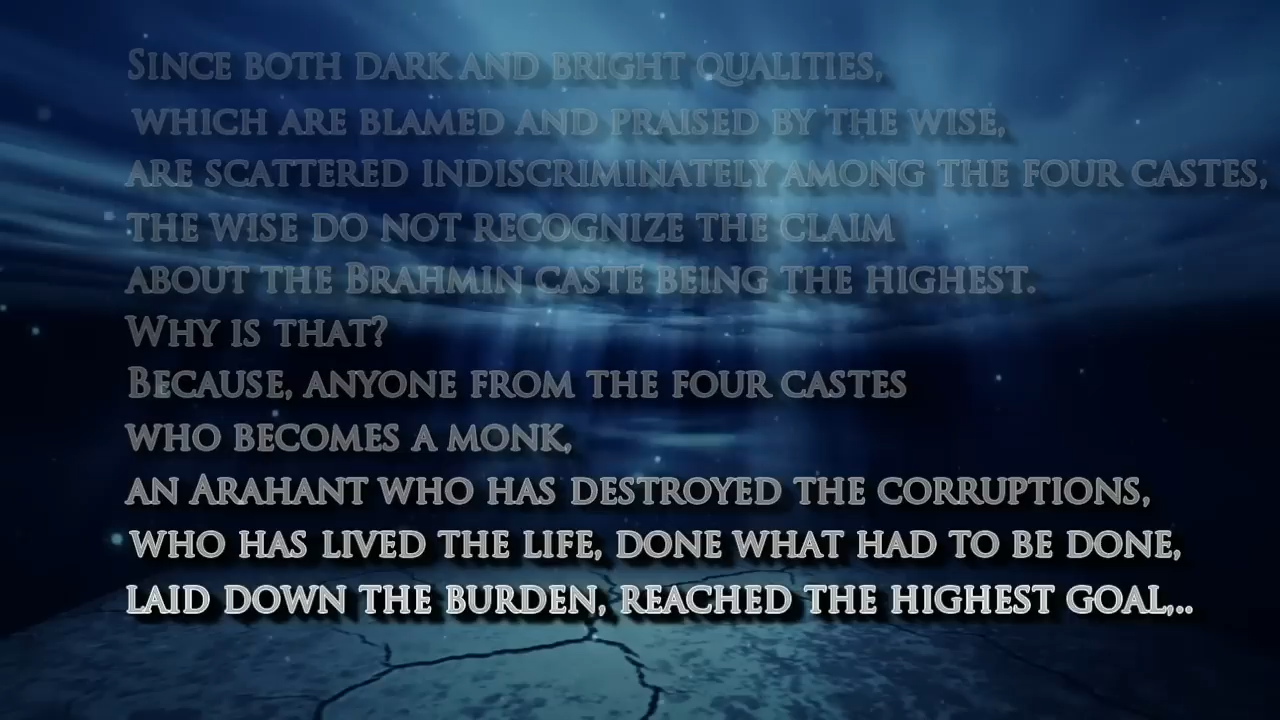 Since both dark and bright qualities,
which are blamed and praised by the wise,
are scattered indiscriminately among the four castes,
the wise do not recognize the claim
about the Brahmin caste being the highest.
Why is that?
Because, anyone from the four castes
who becomes a monk,
an Arahant who has destroyed the corruptions,
who has lived the life, done what had to be done,
laid down the burden, reached the highest goal,..